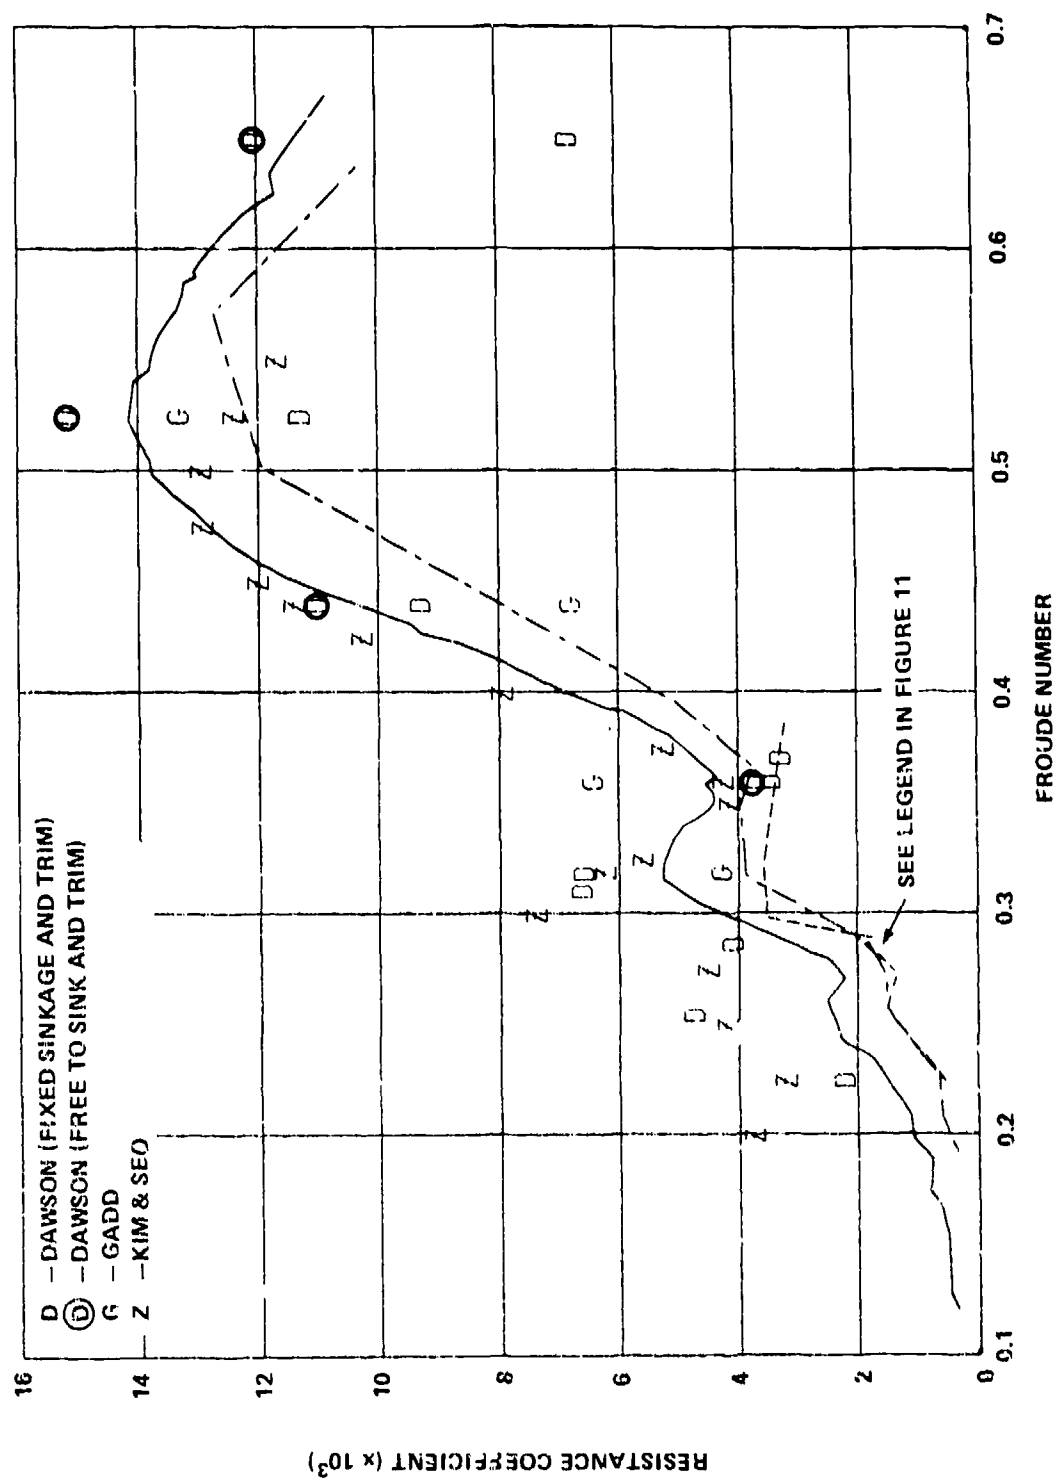 D – DAWSON (FIXED SINKAGE AND TRIM)
D – DAWSON (FREE TO SINK AND TRIM)
G – GADD
Z – KIM & SEO
16
14
12
10
8
6
4
2
0
RESISTANCE COEFFICIENT (x 10³)
0.1
0.2
0.3
0.4
0.5
0.6
0.7
FROUDE NUMBER
SEE LEGEND IN FIGURE 11